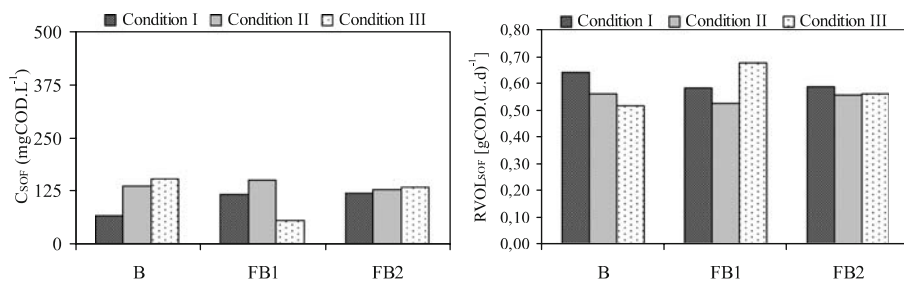 Condition I Condition II Condition III
500
375
250
125
0
CSOF (mgCOD.L-1)
B FB1 FB2
Condition I Condition II Condition III
0,80
0,70
0,60
0,50
0,40
0,30
0,20
0,10
0,00
RVOLSOF [gCOD.(L.d)-1]
B FB1 FB2